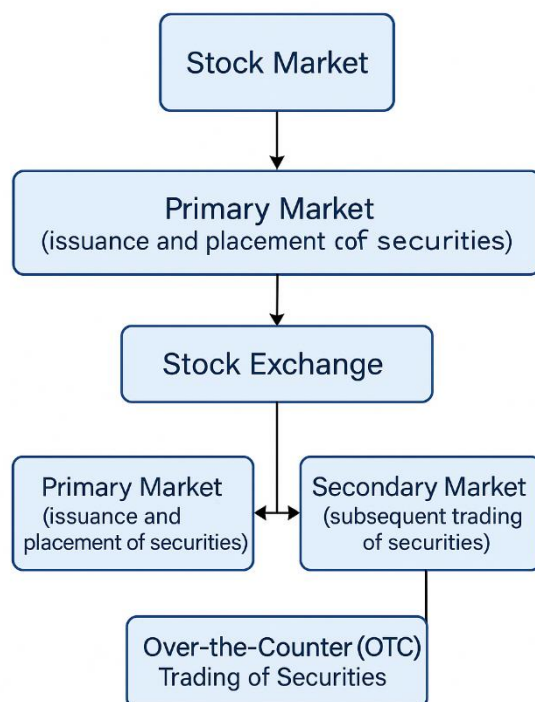 Stock Market
Primary Market
(issuance and placement cof securities)
Stock Exchange
Primary Market
(issuance and
placement of securities)
Secondary Market
(subsequent trading
of securities)
Over-the-Counter (OTC)
Trading of Securities